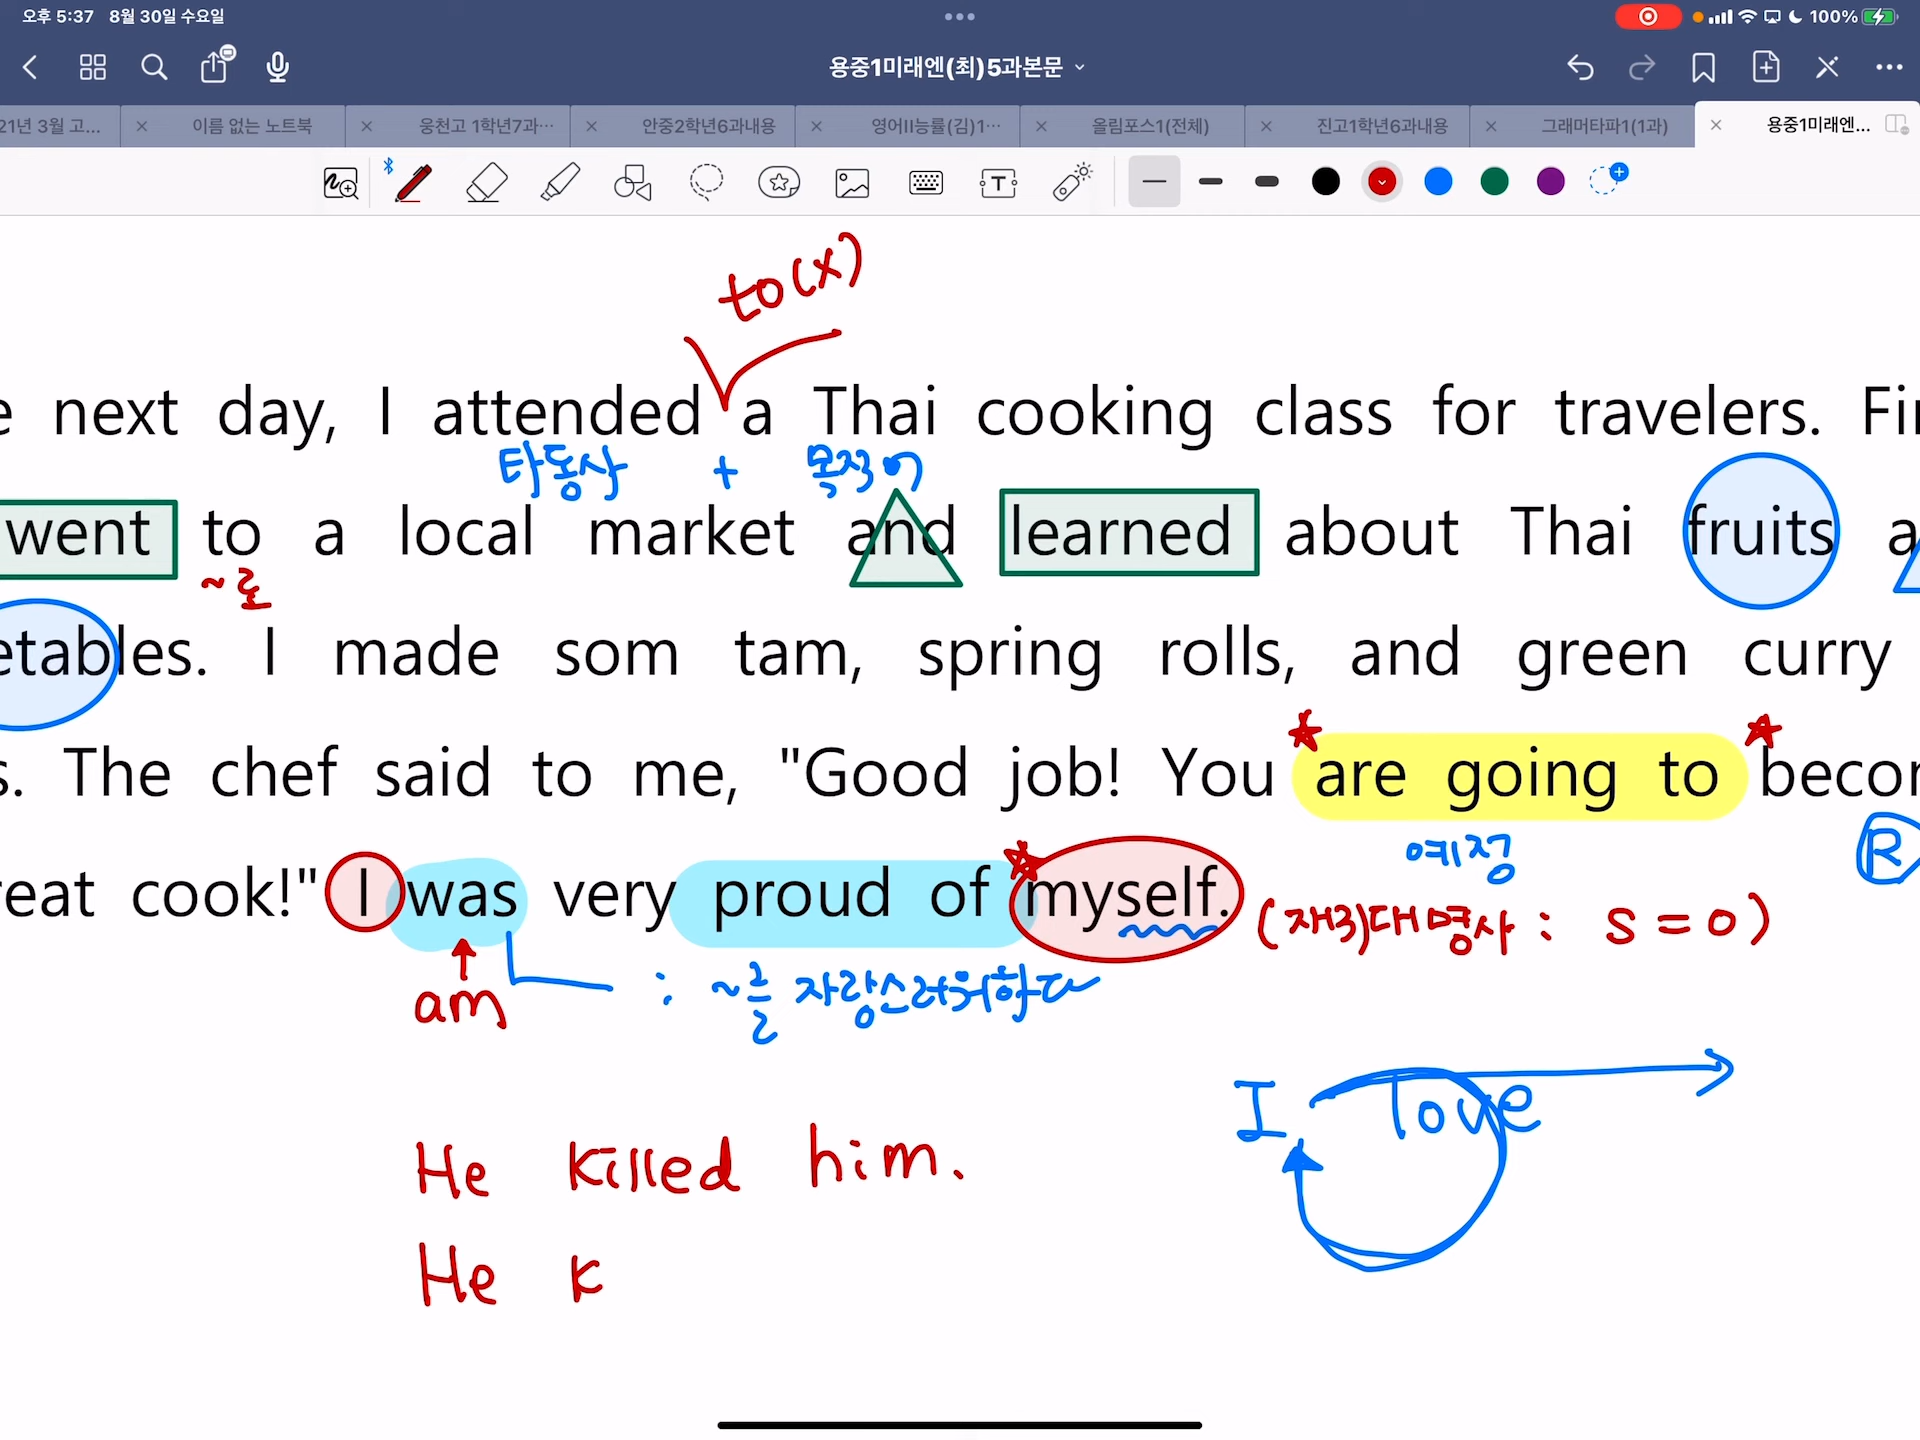 오후 5:37 8월 30일 수요일
100%
용중1미래엔(최)5과본문
21년 3월 고...
이름 없는 노트북
웅천고 1학년7과...
안중2학년6과내용
영어II능률(김)1...
올림포스1(전체)
진고1학년6과내용
그래머타파1(1과)
용중1미래엔...
to(x)
e next day, I attended a Thai cooking class for travelers. Fir
타동사 + 목적어
went to a local market and learned about Thai fruits a
~로
etables. I made som tam, spring rolls, and green curry
s. The chef said to me, "Good job! You are going to becom
예정
R
reat cook!" I was very proud of myself. (재귀대명사 : S = O)
am : ~를 자랑스러워하다
I love
He killed him.
He k